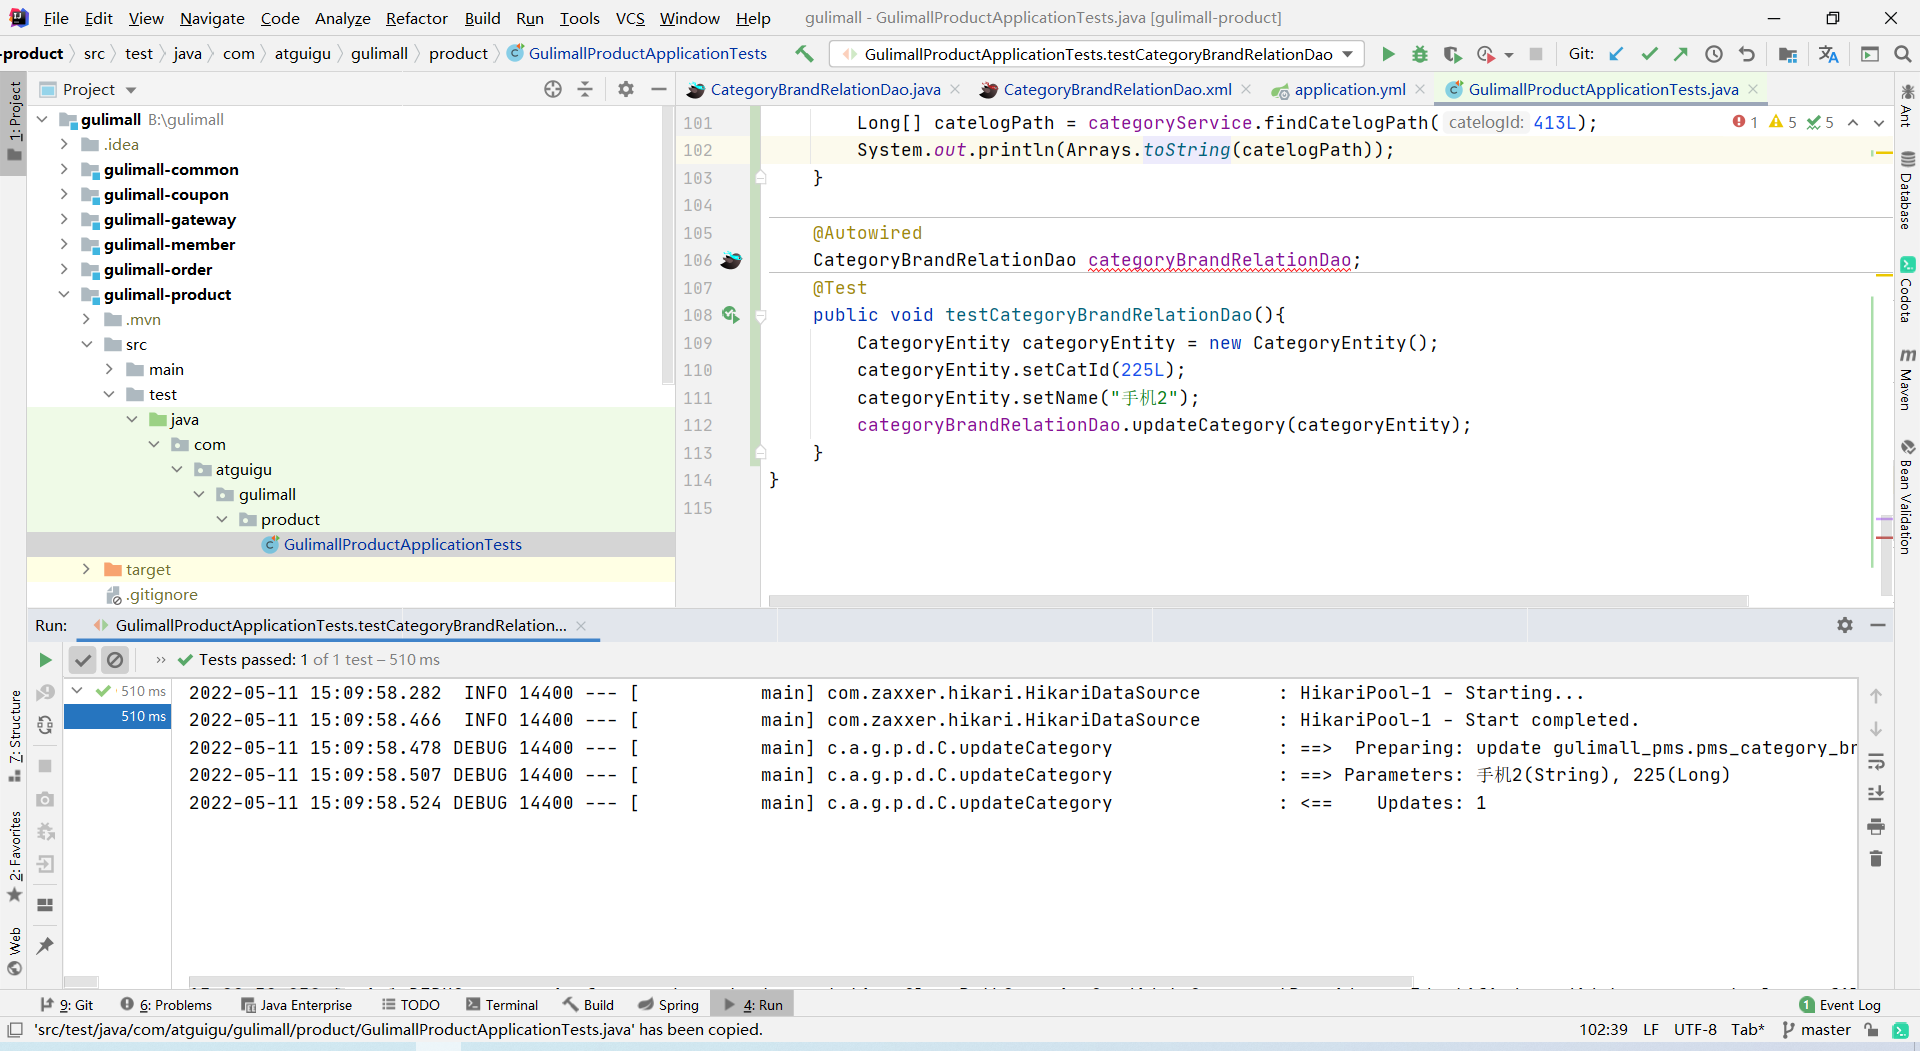 File Edit View Navigate Code Analyze Refactor Build Run Tools VCS Window Help gulimall - GulimallProductApplicationTests.java [gulimall-product]
-product src test java com atguigu gulimall product GulimallProductApplicationTests GulimallProductApplicationTests.testCategoryBrandRelationDao Git:
1: Project
Project
CategoryBrandRelationDao.java CategoryBrandRelationDao.xml application.yml GulimallProductApplicationTests.java
gulimall B:\gulimall
.idea
gulimall-common
gulimall-coupon
gulimall-gateway
gulimall-member
gulimall-order
gulimall-product
.mvn
src
main
test
java
com
atguigu
gulimall
product
GulimallProductApplicationTests
target
.gitignore
101 Long[] catelogPath = categoryService.findCatelogPath( catelogId: 413L);
1 5 5
102 System.out.println(Arrays.toString(catelogPath));
103 }
104
105 @Autowired
106 CategoryBrandRelationDao categoryBrandRelationDao;
107 @Test
108 public void testCategoryBrandRelationDao(){
109 CategoryEntity categoryEntity = new CategoryEntity();
110 categoryEntity.setCatId(225L);
111 categoryEntity.setName("手机2");
112 categoryBrandRelationDao.updateCategory(categoryEntity);
113 }
114 }
115
Ant
Database
Codota
Maven
Bean Validation
Run: GulimallProductApplicationTests.testCategoryBrandRelation...
Tests passed: 1 of 1 test – 510 ms
510 ms
510 ms
2022-05-11 15:09:58.282  INFO 14400 --- [           main] com.zaxxer.hikari.HikariDataSource       : HikariPool-1 - Starting...
2022-05-11 15:09:58.466  INFO 14400 --- [           main] com.zaxxer.hikari.HikariDataSource       : HikariPool-1 - Start completed.
2022-05-11 15:09:58.478 DEBUG 14400 --- [           main] c.a.g.p.d.C.updateCategory               : ==>  Preparing: update gulimall_pms.pms_category_br
2022-05-11 15:09:58.507 DEBUG 14400 --- [           main] c.a.g.p.d.C.updateCategory               : ==> Parameters: 手机2(String), 225(Long)
2022-05-11 15:09:58.524 DEBUG 14400 --- [           main] c.a.g.p.d.C.updateCategory               : <==    Updates: 1
7: Structure
2: Favorites
Web
9: Git 6: Problems Java Enterprise TODO Terminal Build Spring 4: Run 1 Event Log
'src/test/java/com/atguigu/gulimall/product/GulimallProductApplicationTests.java' has been copied. 102:39 LF UTF-8 Tab* master